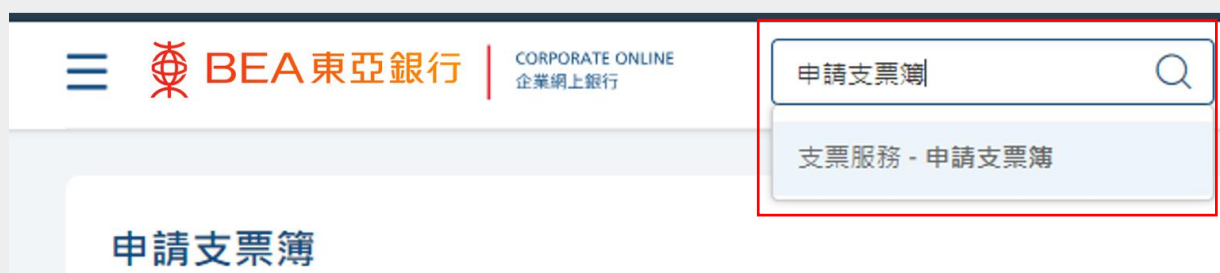 BEA東亞銀行
CORPORATE ONLINE
企業網上銀行
申請支票簿
支票服務 - 申請支票簿
申請支票簿